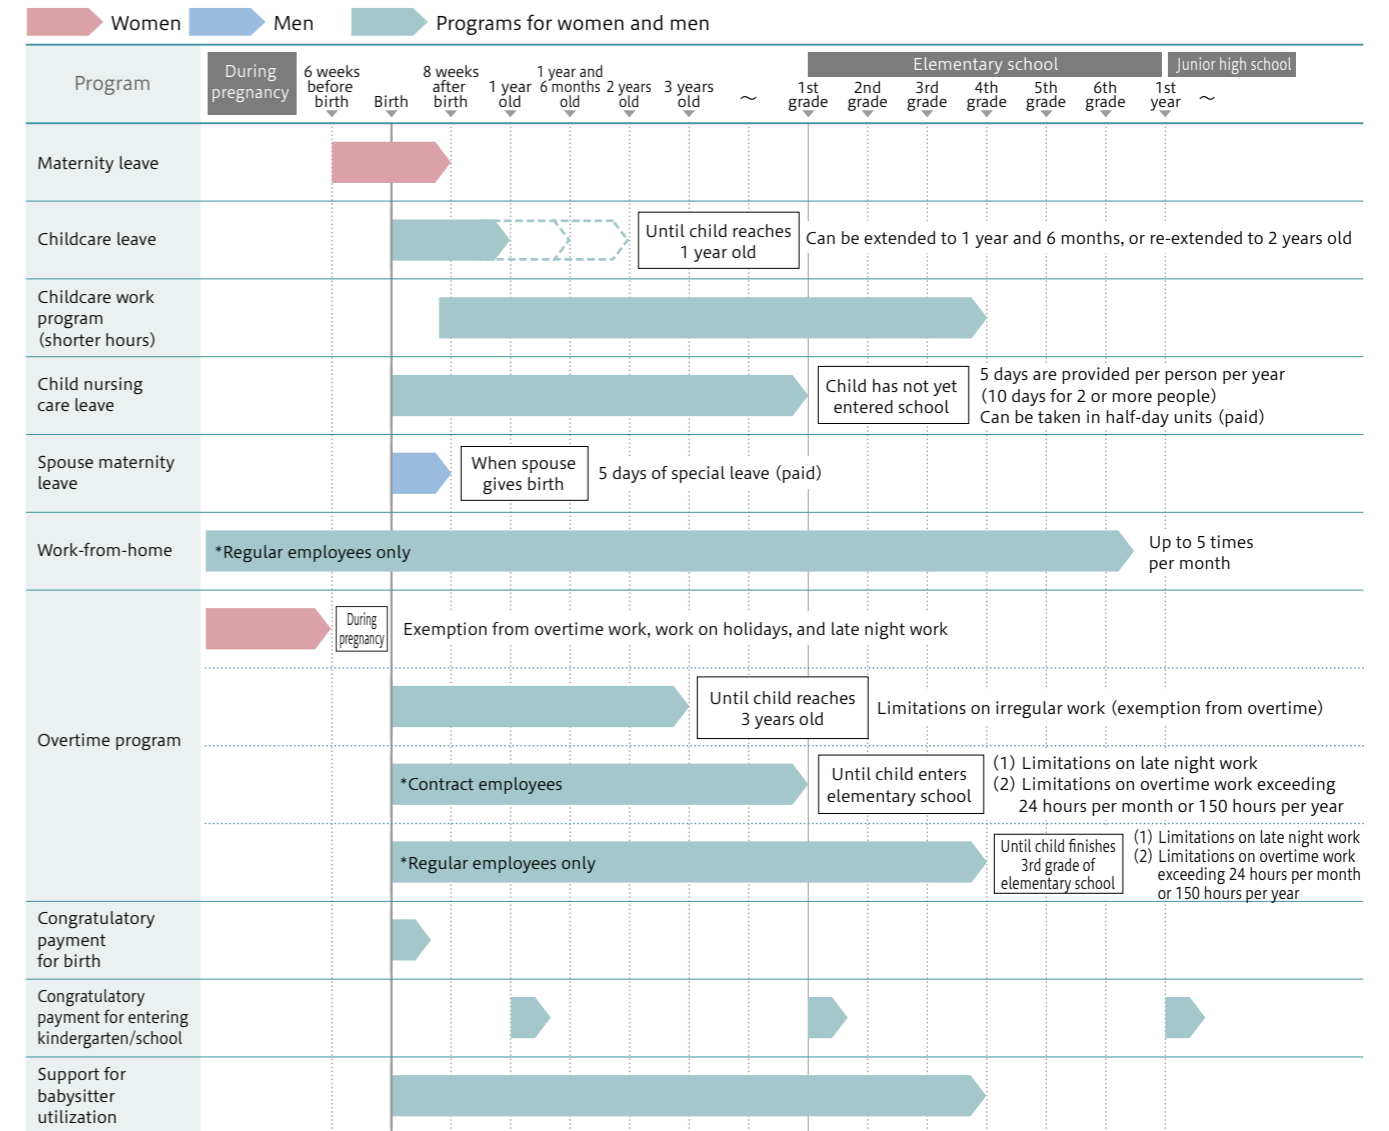 Women
Men
Programs for women and men
Program
During
pregnancy
6 weeks
before
birth
Birth
8 weeks
after
birth
1 year
old
1 year and
6 months
old
2 years
old
3 years
old
～
Elementary school
1st
grade
2nd
grade
3rd
grade
4th
grade
5th
grade
6th
grade
Junior high school
1st
year
～
Maternity leave
Childcare leave
Until child reaches
1 year old
Can be extended to 1 year and 6 months, or re-extended to 2 years old
Childcare work
program
(shorter hours)
Child nursing
care leave
Child has not yet
entered school
5 days are provided per person per year
(10 days for 2 or more people)
Can be taken in half-day units (paid)
Spouse maternity
leave
When spouse
gives birth
5 days of special leave (paid)
Work-from-home
*Regular employees only
Up to 5 times
per month
Overtime program
During
pregnancy
Exemption from overtime work, work on holidays, and late night work
Until child reaches
3 years old
Limitations on irregular work (exemption from overtime)
*Contract employees
Until child enters
elementary school
(1) Limitations on late night work
(2) Limitations on overtime work exceeding
24 hours per month or 150 hours per year
*Regular employees only
Until child finishes
3rd grade of
elementary school
(1) Limitations on late night work
(2) Limitations on overtime work
exceeding 24 hours per month
or 150 hours per year
Congratulatory
payment
for birth
Congratulatory
payment for entering
kindergarten/school
Support for
babysitter
utilization